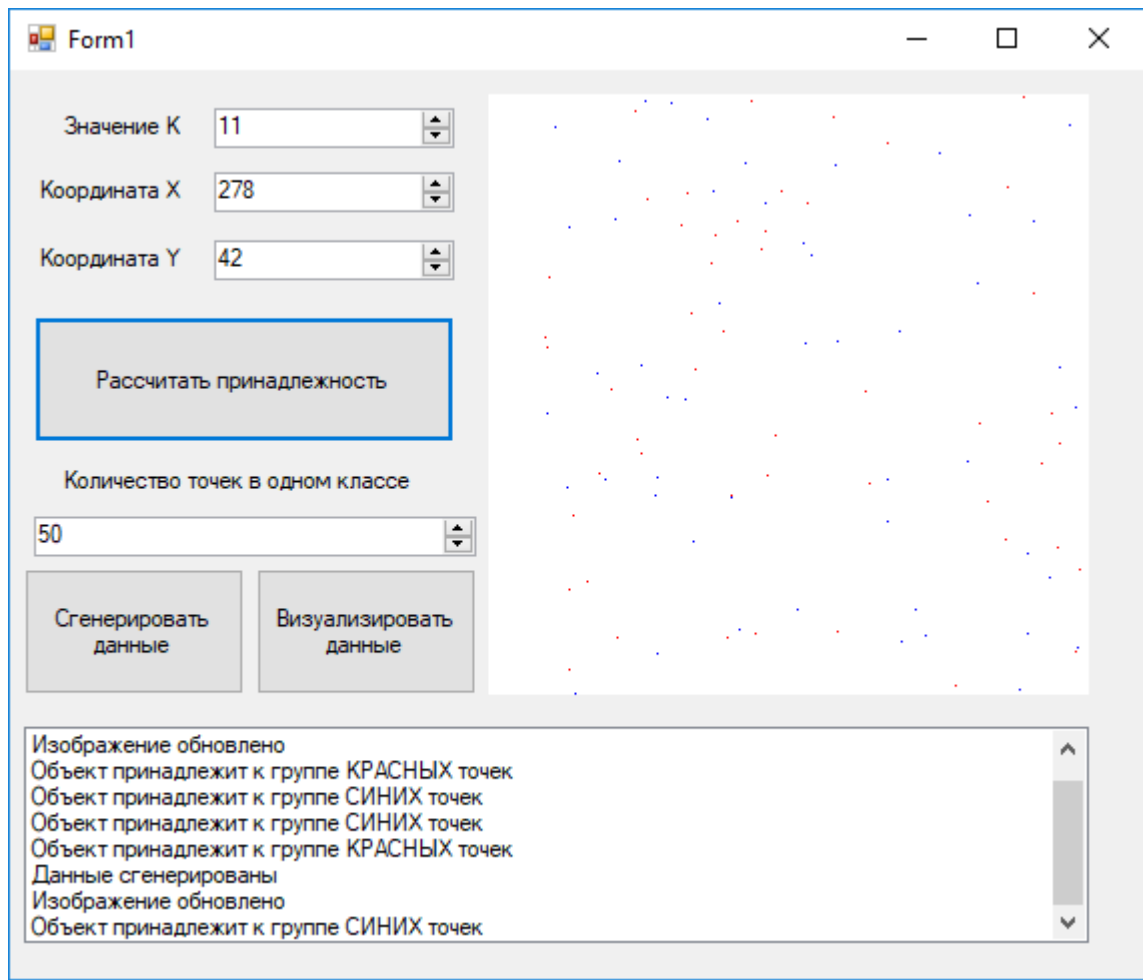 Form1
Значение K
11
Координата X
278
Координата Y
42
Рассчитать принадлежность
Количество точек в одном классе
50
Сгенерировать
данные
Визуализировать
данные
Изображение обновлено
Объект принадлежит к группе КРАСНЫХ точек
Объект принадлежит к группе СИНИХ точек
Объект принадлежит к группе СИНИХ точек
Объект принадлежит к группе КРАСНЫХ точек
Данные сгенерированы
Изображение обновлено
Объект принадлежит к группе СИНИХ точек